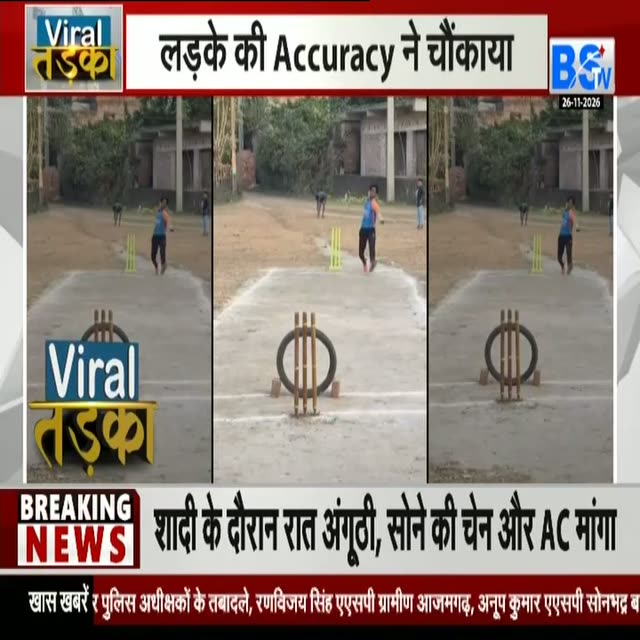 Viral
तड़का
लड़के की Accuracy ने चौंकाया
BS TV
26-11-2026
Viral
तड़का
BREAKING
NEWS
शादी के दौरान रात अंगूठी, सोने की चेन और AC मांगा
खास खबरें
र पुलिस अधीक्षकों के तबादले, रणविजय सिंह एएसपी ग्रामीण आजमगढ़, अनूप कुमार एएसपी सोनभद्र ब